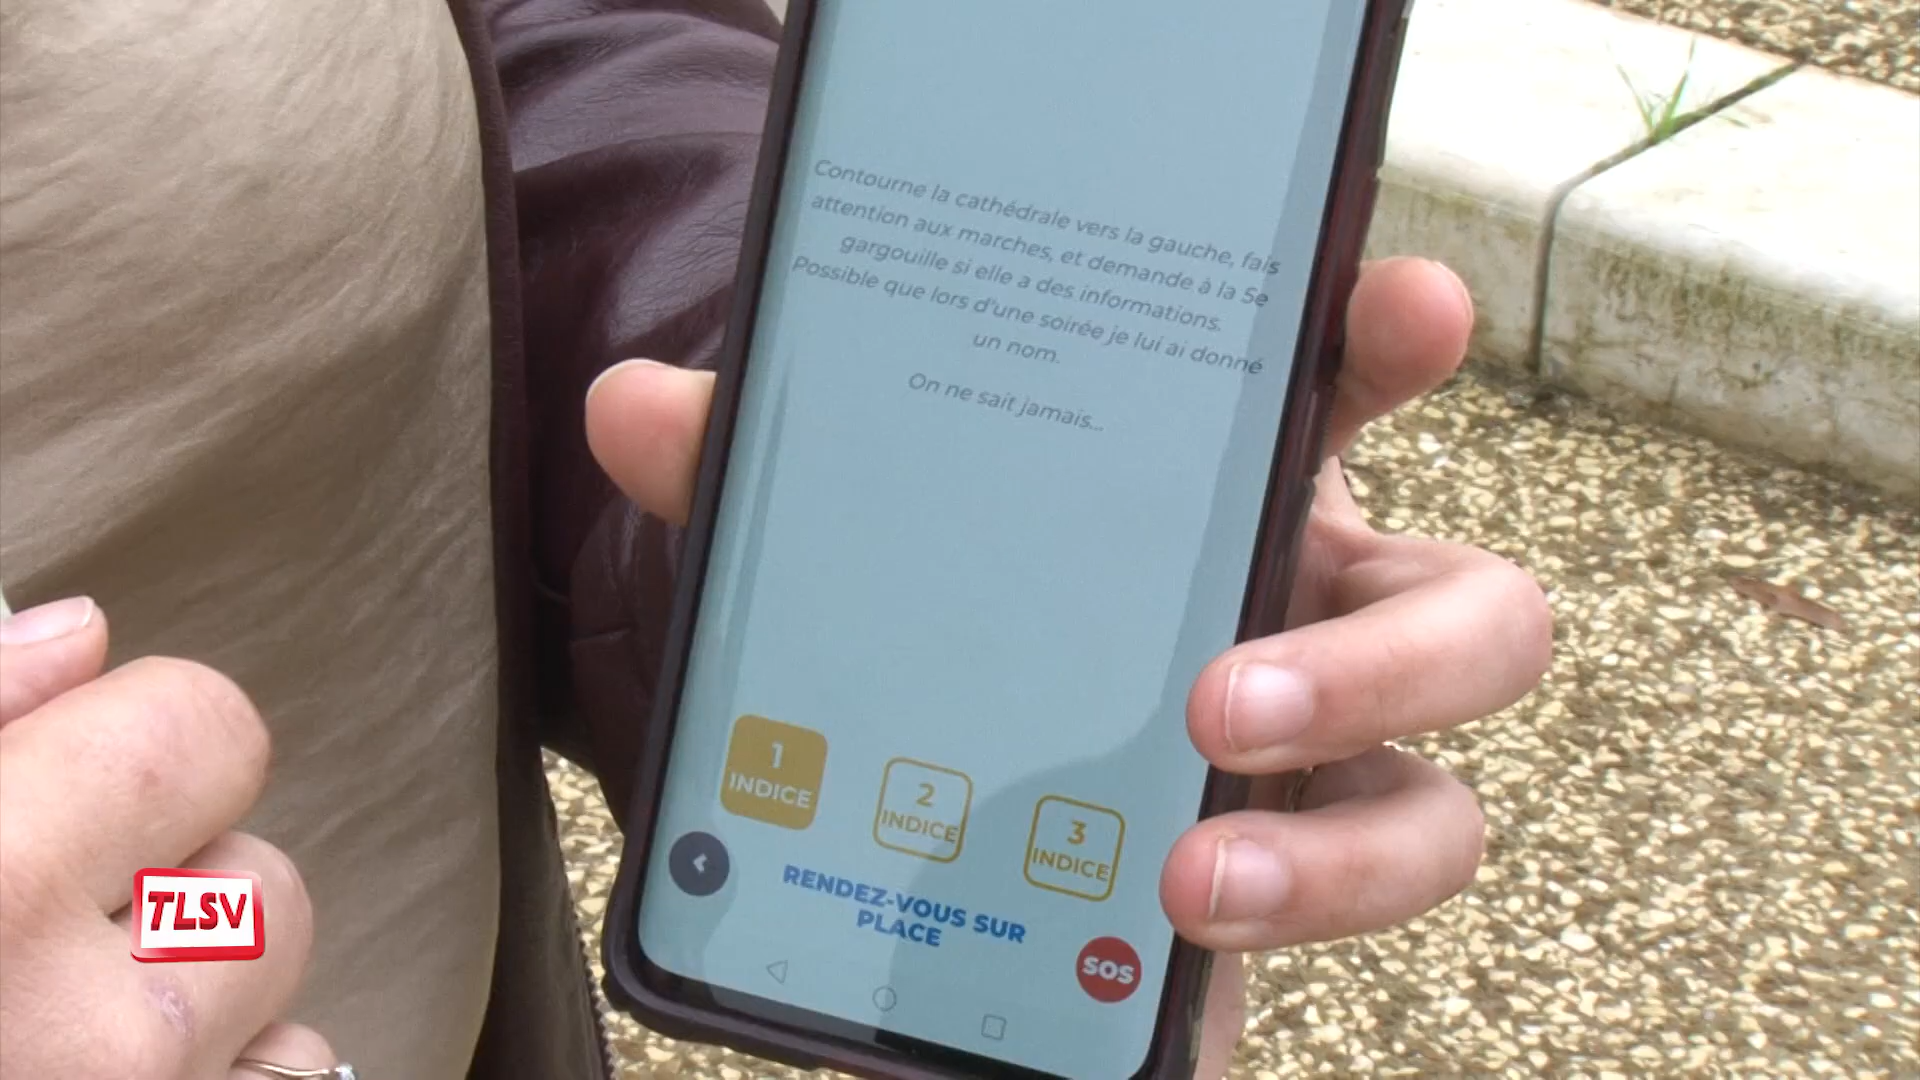 Contourne la cathédrale vers la gauche, fais
attention aux marches, et demande à la 5e
gargouille si elle a des informations.
Possible que lors d'une soirée je lui ai donné
un nom.
On ne sait jamais...
1
INDICE
2
INDICE
3
INDICE
RENDEZ-VOUS SUR
PLACE
SOS
TLSV